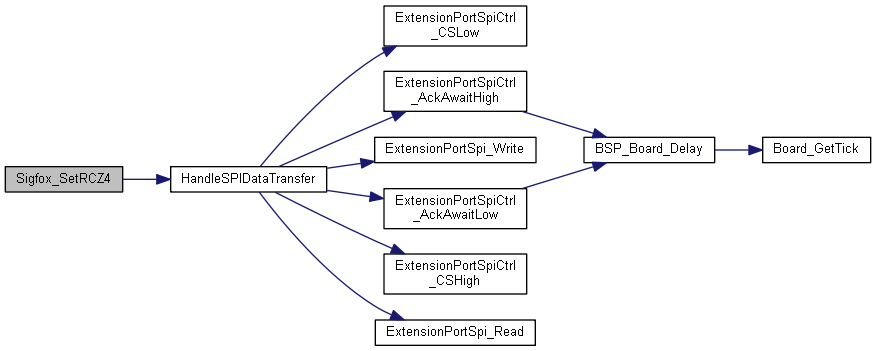 Sigfox_SetRCZ4
HandleSPIDataTransfer
ExtensionPortSpiCtrl
_CSLow
ExtensionPortSpiCtrl
_AckAwaitHigh
ExtensionPortSpi_Write
ExtensionPortSpiCtrl
_AckAwaitLow
ExtensionPortSpiCtrl
_CSHigh
ExtensionPortSpi_Read
BSP_Board_Delay
Board_GetTick